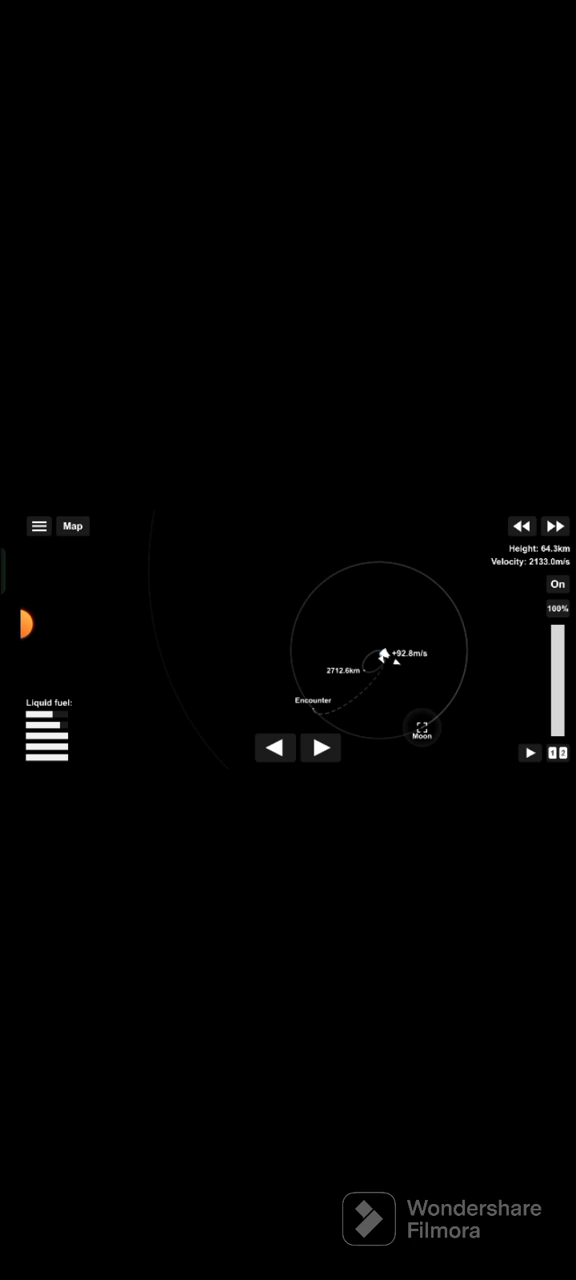 Map
Height: 64.3km
Velocity: 2133.0m/s
On
100%
+92.8m/s
2712.6km
Encounter
Liquid fuel:
Moon
1 2
Wondershare
Filmora